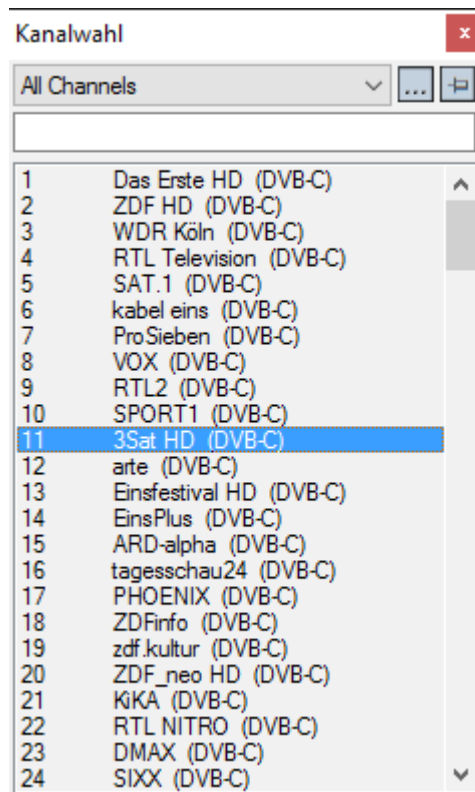 Kanalwahl
All Channels
1 Das Erste HD (DVB-C)
2 ZDF HD (DVB-C)
3 WDR Köln (DVB-C)
4 RTL Television (DVB-C)
5 SAT.1 (DVB-C)
6 kabel eins (DVB-C)
7 ProSieben (DVB-C)
8 VOX (DVB-C)
9 RTL2 (DVB-C)
10 SPORT1 (DVB-C)
11 3Sat HD (DVB-C)
12 arte (DVB-C)
13 Einsfestival HD (DVB-C)
14 EinsPlus (DVB-C)
15 ARD-alpha (DVB-C)
16 tagesschau24 (DVB-C)
17 PHOENIX (DVB-C)
18 ZDFinfo (DVB-C)
19 zdf.kultur (DVB-C)
20 ZDF_neo HD (DVB-C)
21 KiKA (DVB-C)
22 RTL NITRO (DVB-C)
23 DMAX (DVB-C)
24 SIXX (DVB-C)